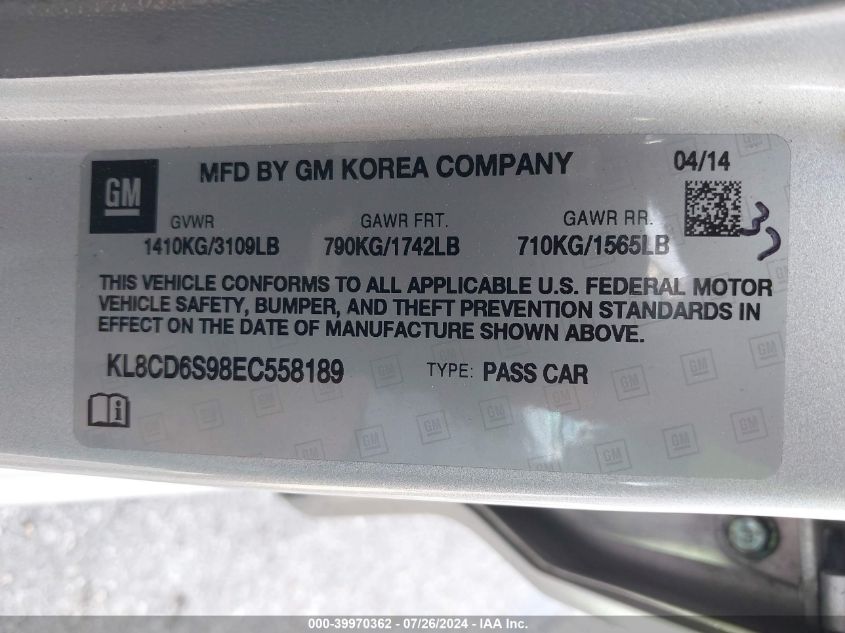 GM
MFD BY GM KOREA COMPANY 04/14
GVWR GAWR FRT. GAWR RR.
1410KG/3109LB 790KG/1742LB 710KG/1565LB
THIS VEHICLE CONFORMS TO ALL APPLICABLE U.S. FEDERAL MOTOR
VEHICLE SAFETY, BUMPER, AND THEFT PREVENTION STANDARDS IN
EFFECT ON THE DATE OF MANUFACTURE SHOWN ABOVE.
KL8CD6S98EC558189 TYPE: PASS CAR
000-39970362 - 07/26/2024 - IAA Inc.